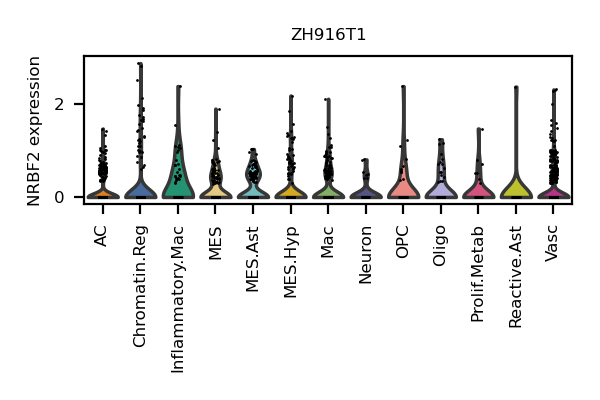 ZH916T1
NRBF2 expression
2
0
AC
Chromatin.Reg
Inflammatory.Mac
MES
MES.Ast
MES.Hyp
Mac
Neuron
OPC
Oligo
Prolif.Metab
Reactive.Ast
Vasc